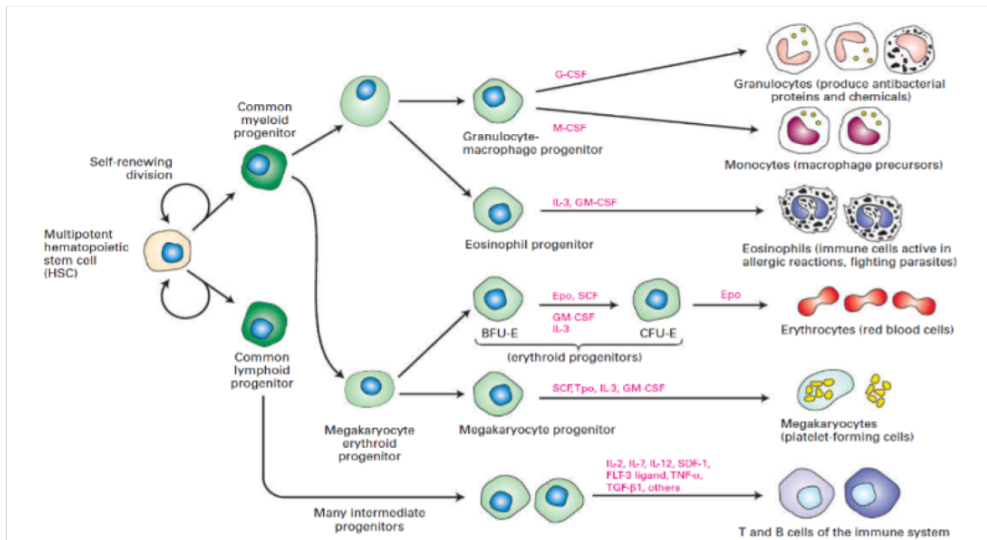 G-CSF
Granulocytes (produce antibacterial
proteins and chemicals)
Common
myeloid
progenitor
M-CSF
Granulocyte-
macrophage progenitor
Monocytes (macrophage precursors)
Self-renewing
division
IL-3, GM-CSF
Multipotent
hematopoietic
stem cell
(HSC)
Eosinophil progenitor
Eosinophils (immune cells active in
allergic reactions, fighting parasites)
Epo, SCF
GM-CSF
IL-3
Epo
BFU-E
CFU-E
(erythroid progenitors)
Erythrocytes (red blood cells)
Common
lymphoid
progenitor
SCF, Tpo, IL-3, GM-CSF
Megakaryocyte
erythroid
progenitor
Megakaryocyte progenitor
Megakaryocytes
(platelet-forming cells)
IL-2, IL-7, IL-12, SDF-1,
FLT-3 ligand, TNF-α,
TGF-β1, others
Many intermediate
progenitors
T and B cells of the immune system